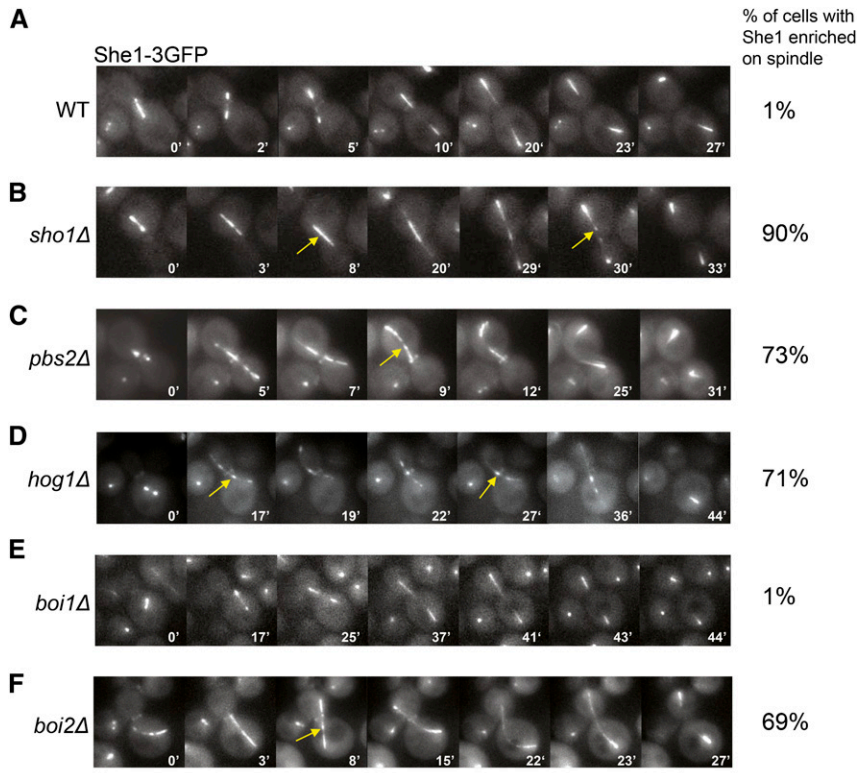 A
% of cells with
She1 enriched
on spindle
She1-3GFP
WT
0’ 2’ 5’ 10’ 20’ 23’ 27’
1%
B
sho1Δ
0’ 3’ 8’ 20’ 29‘ 30’ 33’
90%
C
pbs2Δ
0’ 5’ 7’ 9’ 12‘ 25’ 31’
73%
D
hog1Δ
0’ 17’ 19’ 22’ 27‘ 36’ 44’
71%
E
boi1Δ
0’ 17’ 25’ 37’ 41‘ 43’ 44’
1%
F
boi2Δ
0’ 3’ 8’ 15’ 22‘ 23’ 27’
69%